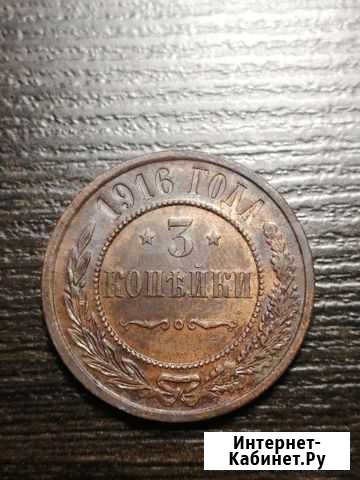 1916 ГОДА
3
КОПѢЙКИ
Интернет-
Кабинет.Ру